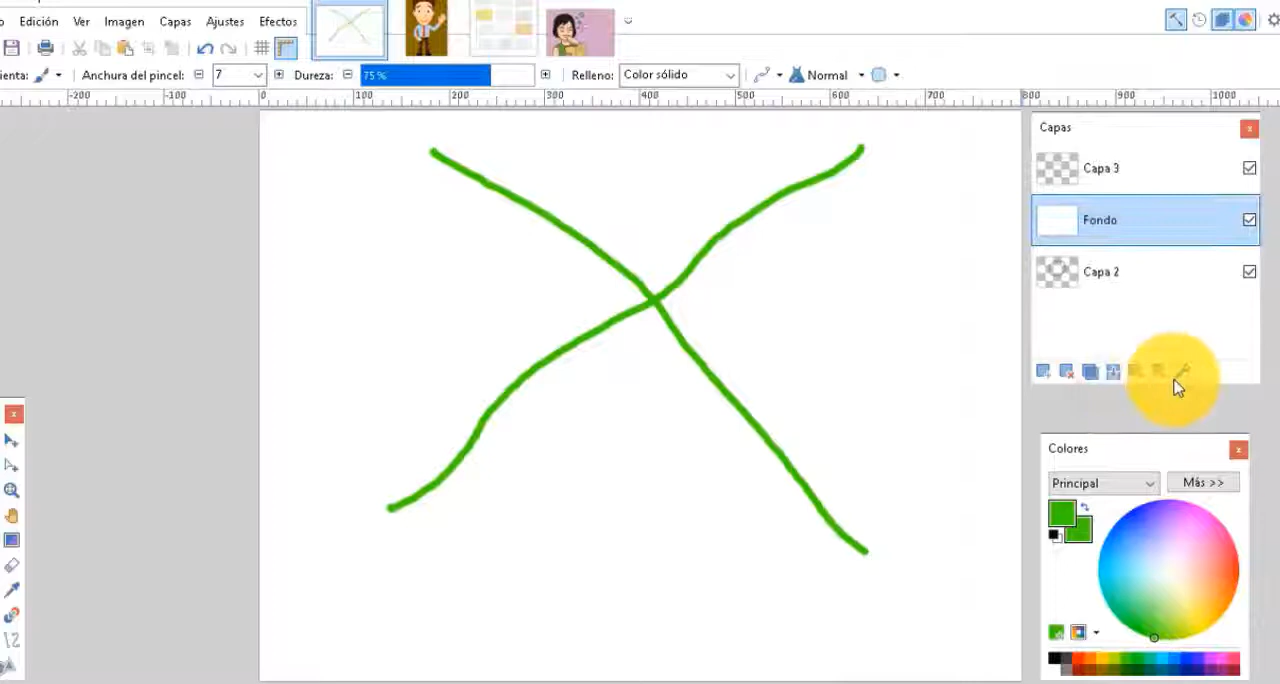 Edición Ver Imagen Capas Ajustes Efectos
ienta: Anchura del pincel: 7 Dureza: 75% Relleno: Color sólido Normal
-200 -100 0 100 200 300 400 500 600 700 800 900 1000
Capas
Capa 3
Fondo
Capa 2
Colores
Principal Más >>